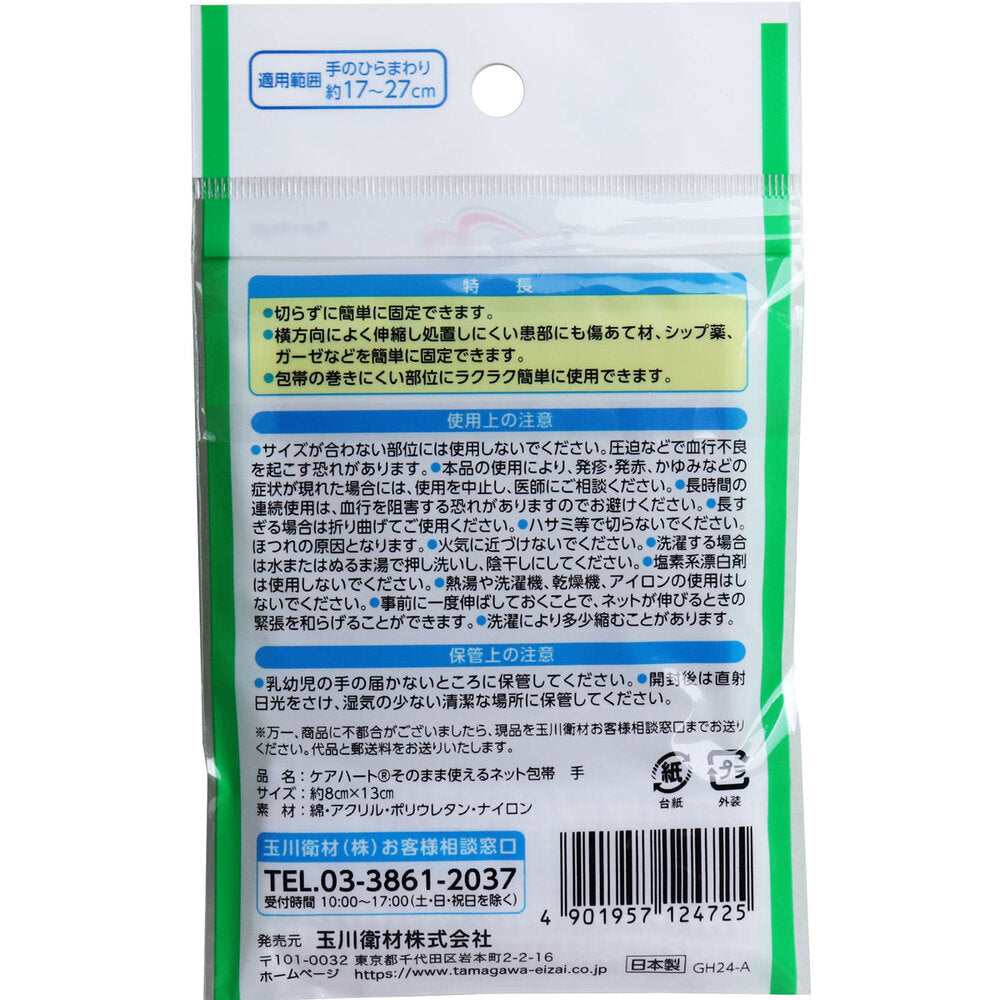 適用範囲 手のひらまわり
約17～27cm
特 長
●切らずに簡単に固定できます。
●横方向によく伸縮し処置しにくい患部にも傷あて材、シップ薬、
ガーゼなどを簡単に固定できます。
●包帯の巻きにくい部位にラクラク簡単に使用できます。
使用上の注意
●サイズが合わない部位には使用しないでください。圧迫などで血行不良
を起こす恐れがあります。●本品の使用により、発疹・発赤、かゆみなどの
症状が現れた場合には、使用を中止し、医師にご相談ください。●長時間の
連続使用は、血行を阻害する恐れがありますのでお避けください。●長す
ぎる場合は折り曲げてご使用ください。●ハサミ等で切らないでください。
ほつれの原因となります。●火気に近づけないでください。●洗濯する場合
は水またはぬるま湯で押し洗いし、陰干しにしてください。●塩素系漂白剤
は使用しないでください。●熱湯や洗濯機、乾燥機、アイロンの使用はし
ないでください。●事前に一度伸ばしておくことで、ネットが伸びるときの
緊張を和らげることができます。●洗濯により多少縮むことがあります。
保管上の注意
●乳幼児の手の届かないところに保管してください。●開封後は直射
日光をさけ、湿気の少ない清潔な場所に保管してください。
※万一、商品に不都合がございましたら、現品を玉川衛材お客様相談窓口までお送り
ください。代品と郵送料をお送りいたします。
品 名：ケアハート®そのまま使えるネット包帯 手
サイズ：約8cm×13cm
素 材：綿・アクリル・ポリウレタン・ナイロン
紙
台紙
プラ
外装
玉川衛材(株)お客様相談窓口
TEL.03-3861-2037
受付時間 10:00～17:00(土・日・祝日を除く)
4 901957 124725
発売元 玉川衛材株式会社
〒101-0032 東京都千代田区岩本町2-2-16
ホームページ https://www.tamagawa-eizai.co.jp
日本製 GH24-A